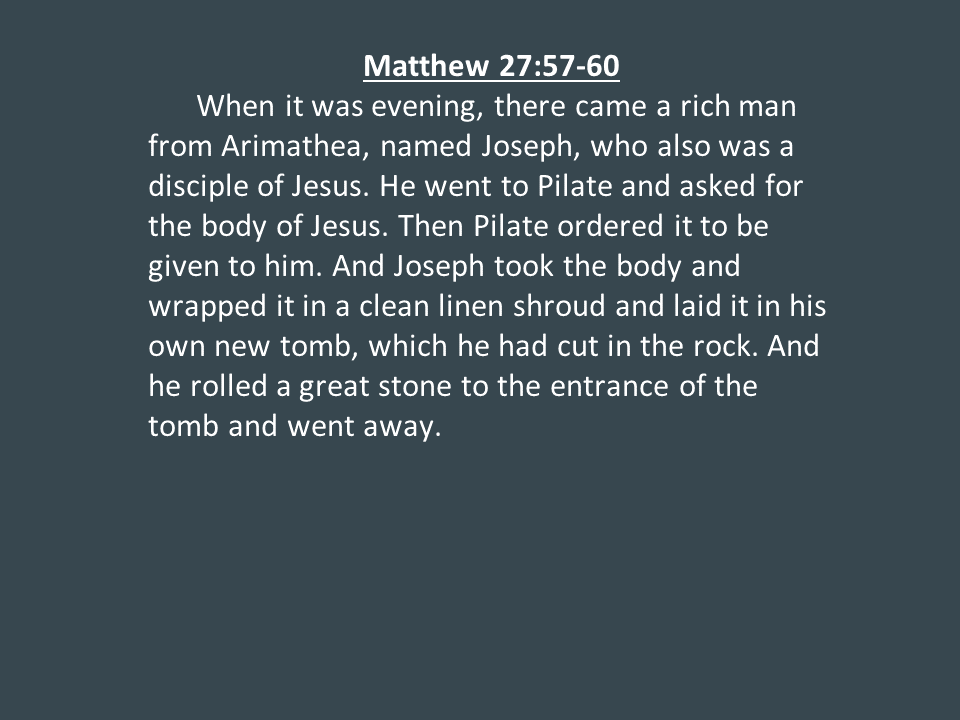 Matthew 27:57-60
When it was evening, there came a rich man
from Arimathea, named Joseph, who also was a
disciple of Jesus. He went to Pilate and asked for
the body of Jesus. Then Pilate ordered it to be
given to him. And Joseph took the body and
wrapped it in a clean linen shroud and laid it in his
own new tomb, which he had cut in the rock. And
he rolled a great stone to the entrance of the
tomb and went away.